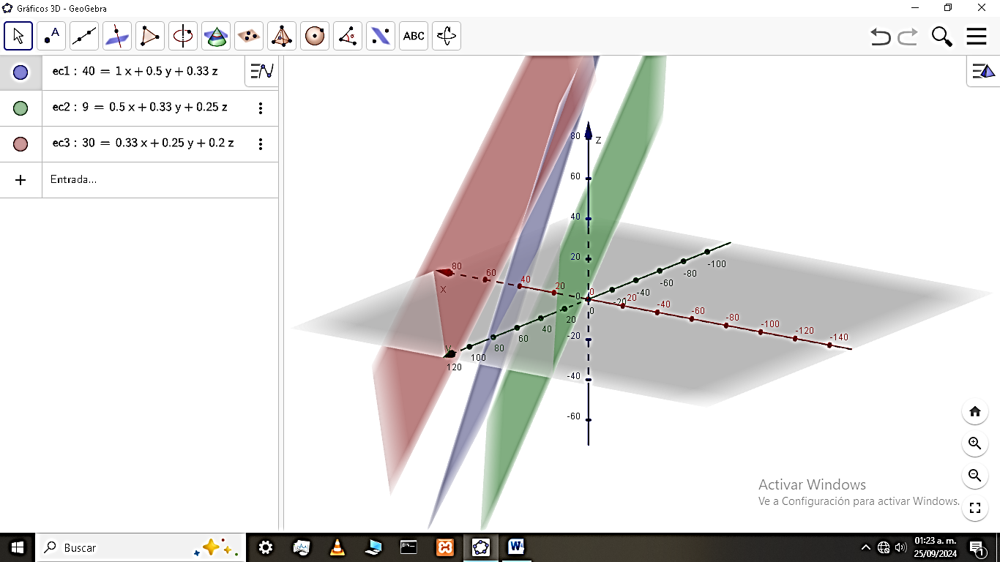 Gráficos 3D - GeoGebra
A
ABC
ec1 : 40 = 1 x + 0.5 y + 0.33 z
ec2 : 9 = 0.5 x + 0.33 y + 0.25 z
ec3 : 30 = 0.33 x + 0.25 y + 0.2 z
+ Entrada...
80 z
60
40
20
0
-20
-40
-60
80 60 40 20 0 -20 -40 -60 -80 -100 -120 -140
x
-100
-80
-60
-40
-20
0
20
40
60
80
100
120
y
Activar Windows
Ve a Configuración para activar Windows.
Buscar
W
01:23 a. m.
25/09/2024
1